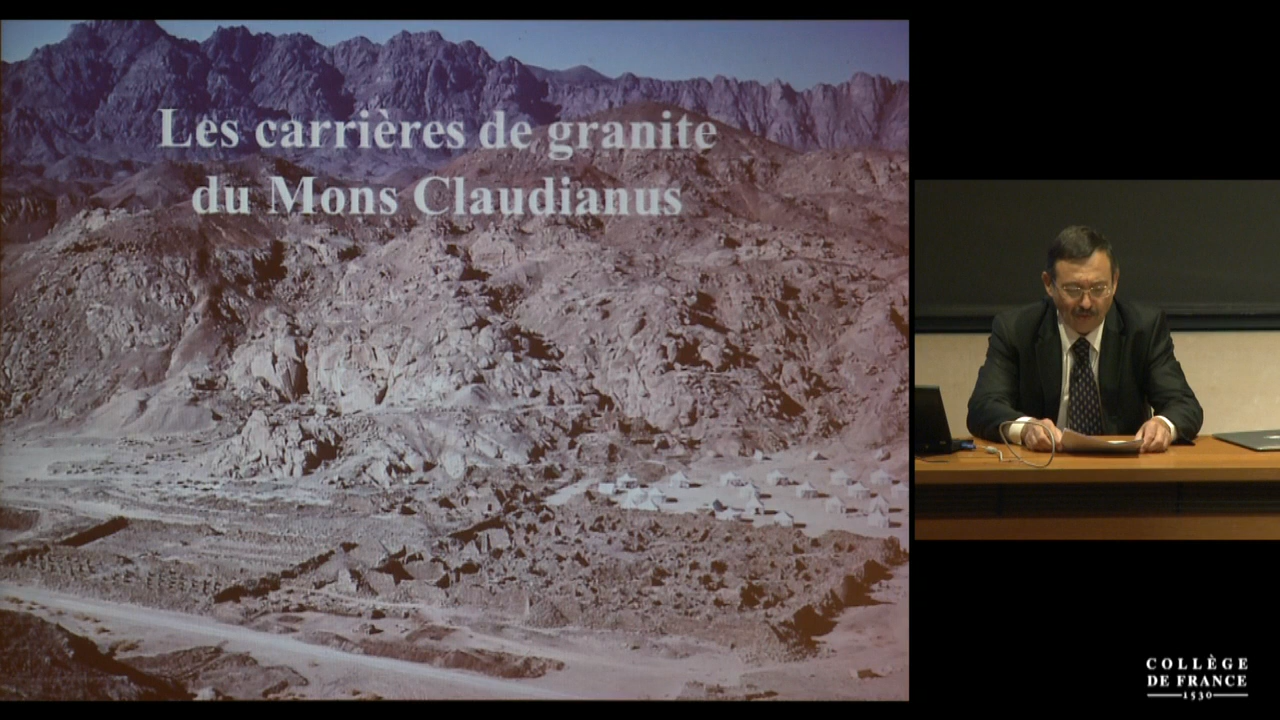 Les carrières de granite
du Mons Claudianus
COLLÈGE
DE FRANCE
1530